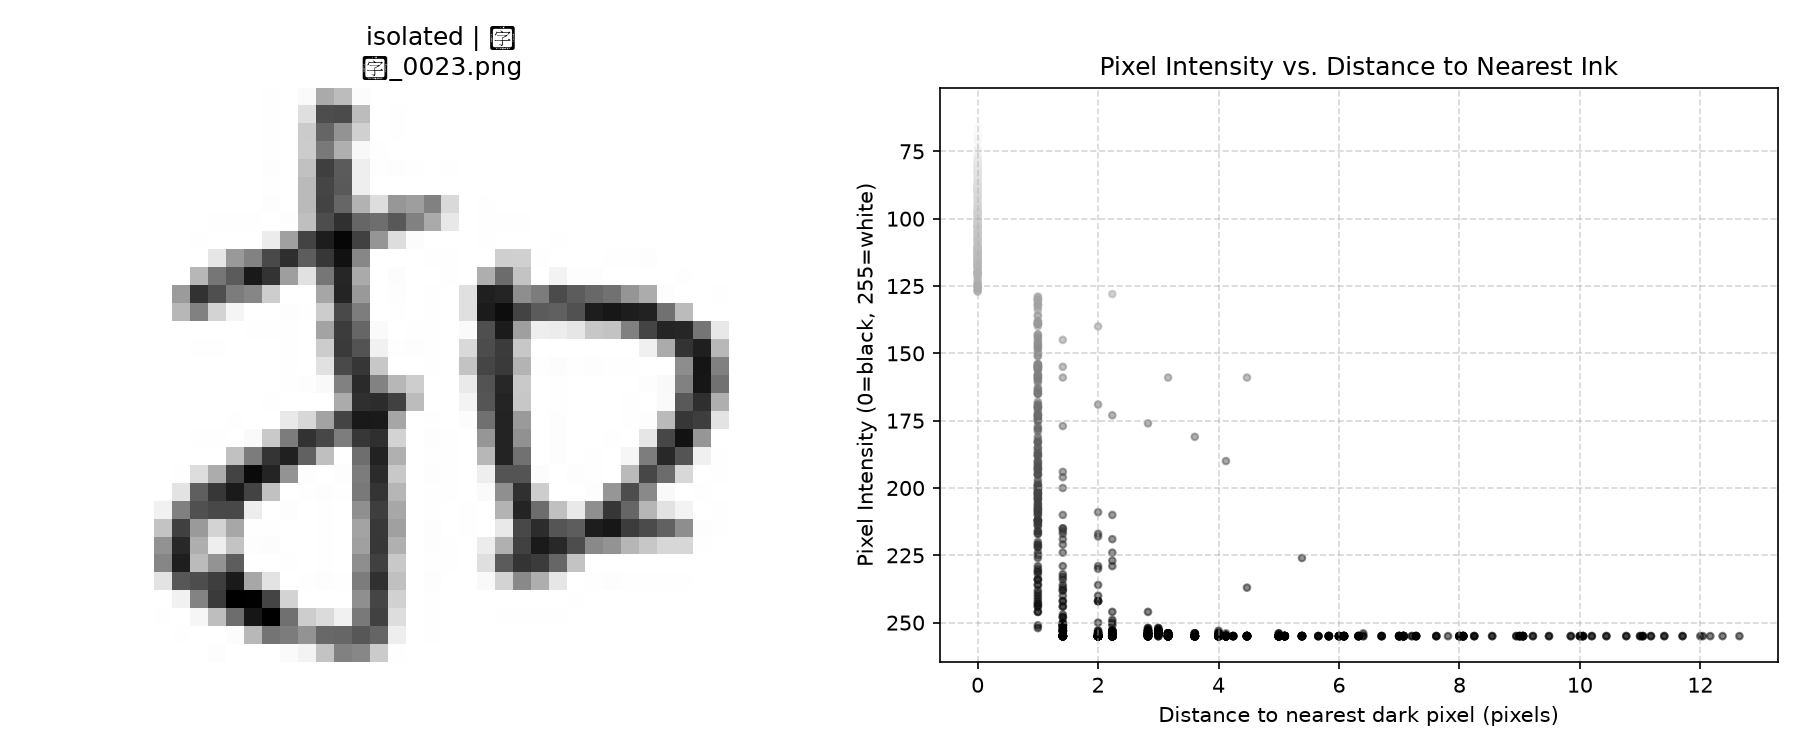 isolated |
_0023.png
扣
Pixel Intensity vs. Distance to Nearest Ink
Pixel Intensity (0=black, 255=white)
75
100
125
150
175
200
225
250
0 2 4 6 8 10 12
Distance to nearest dark pixel (pixels)